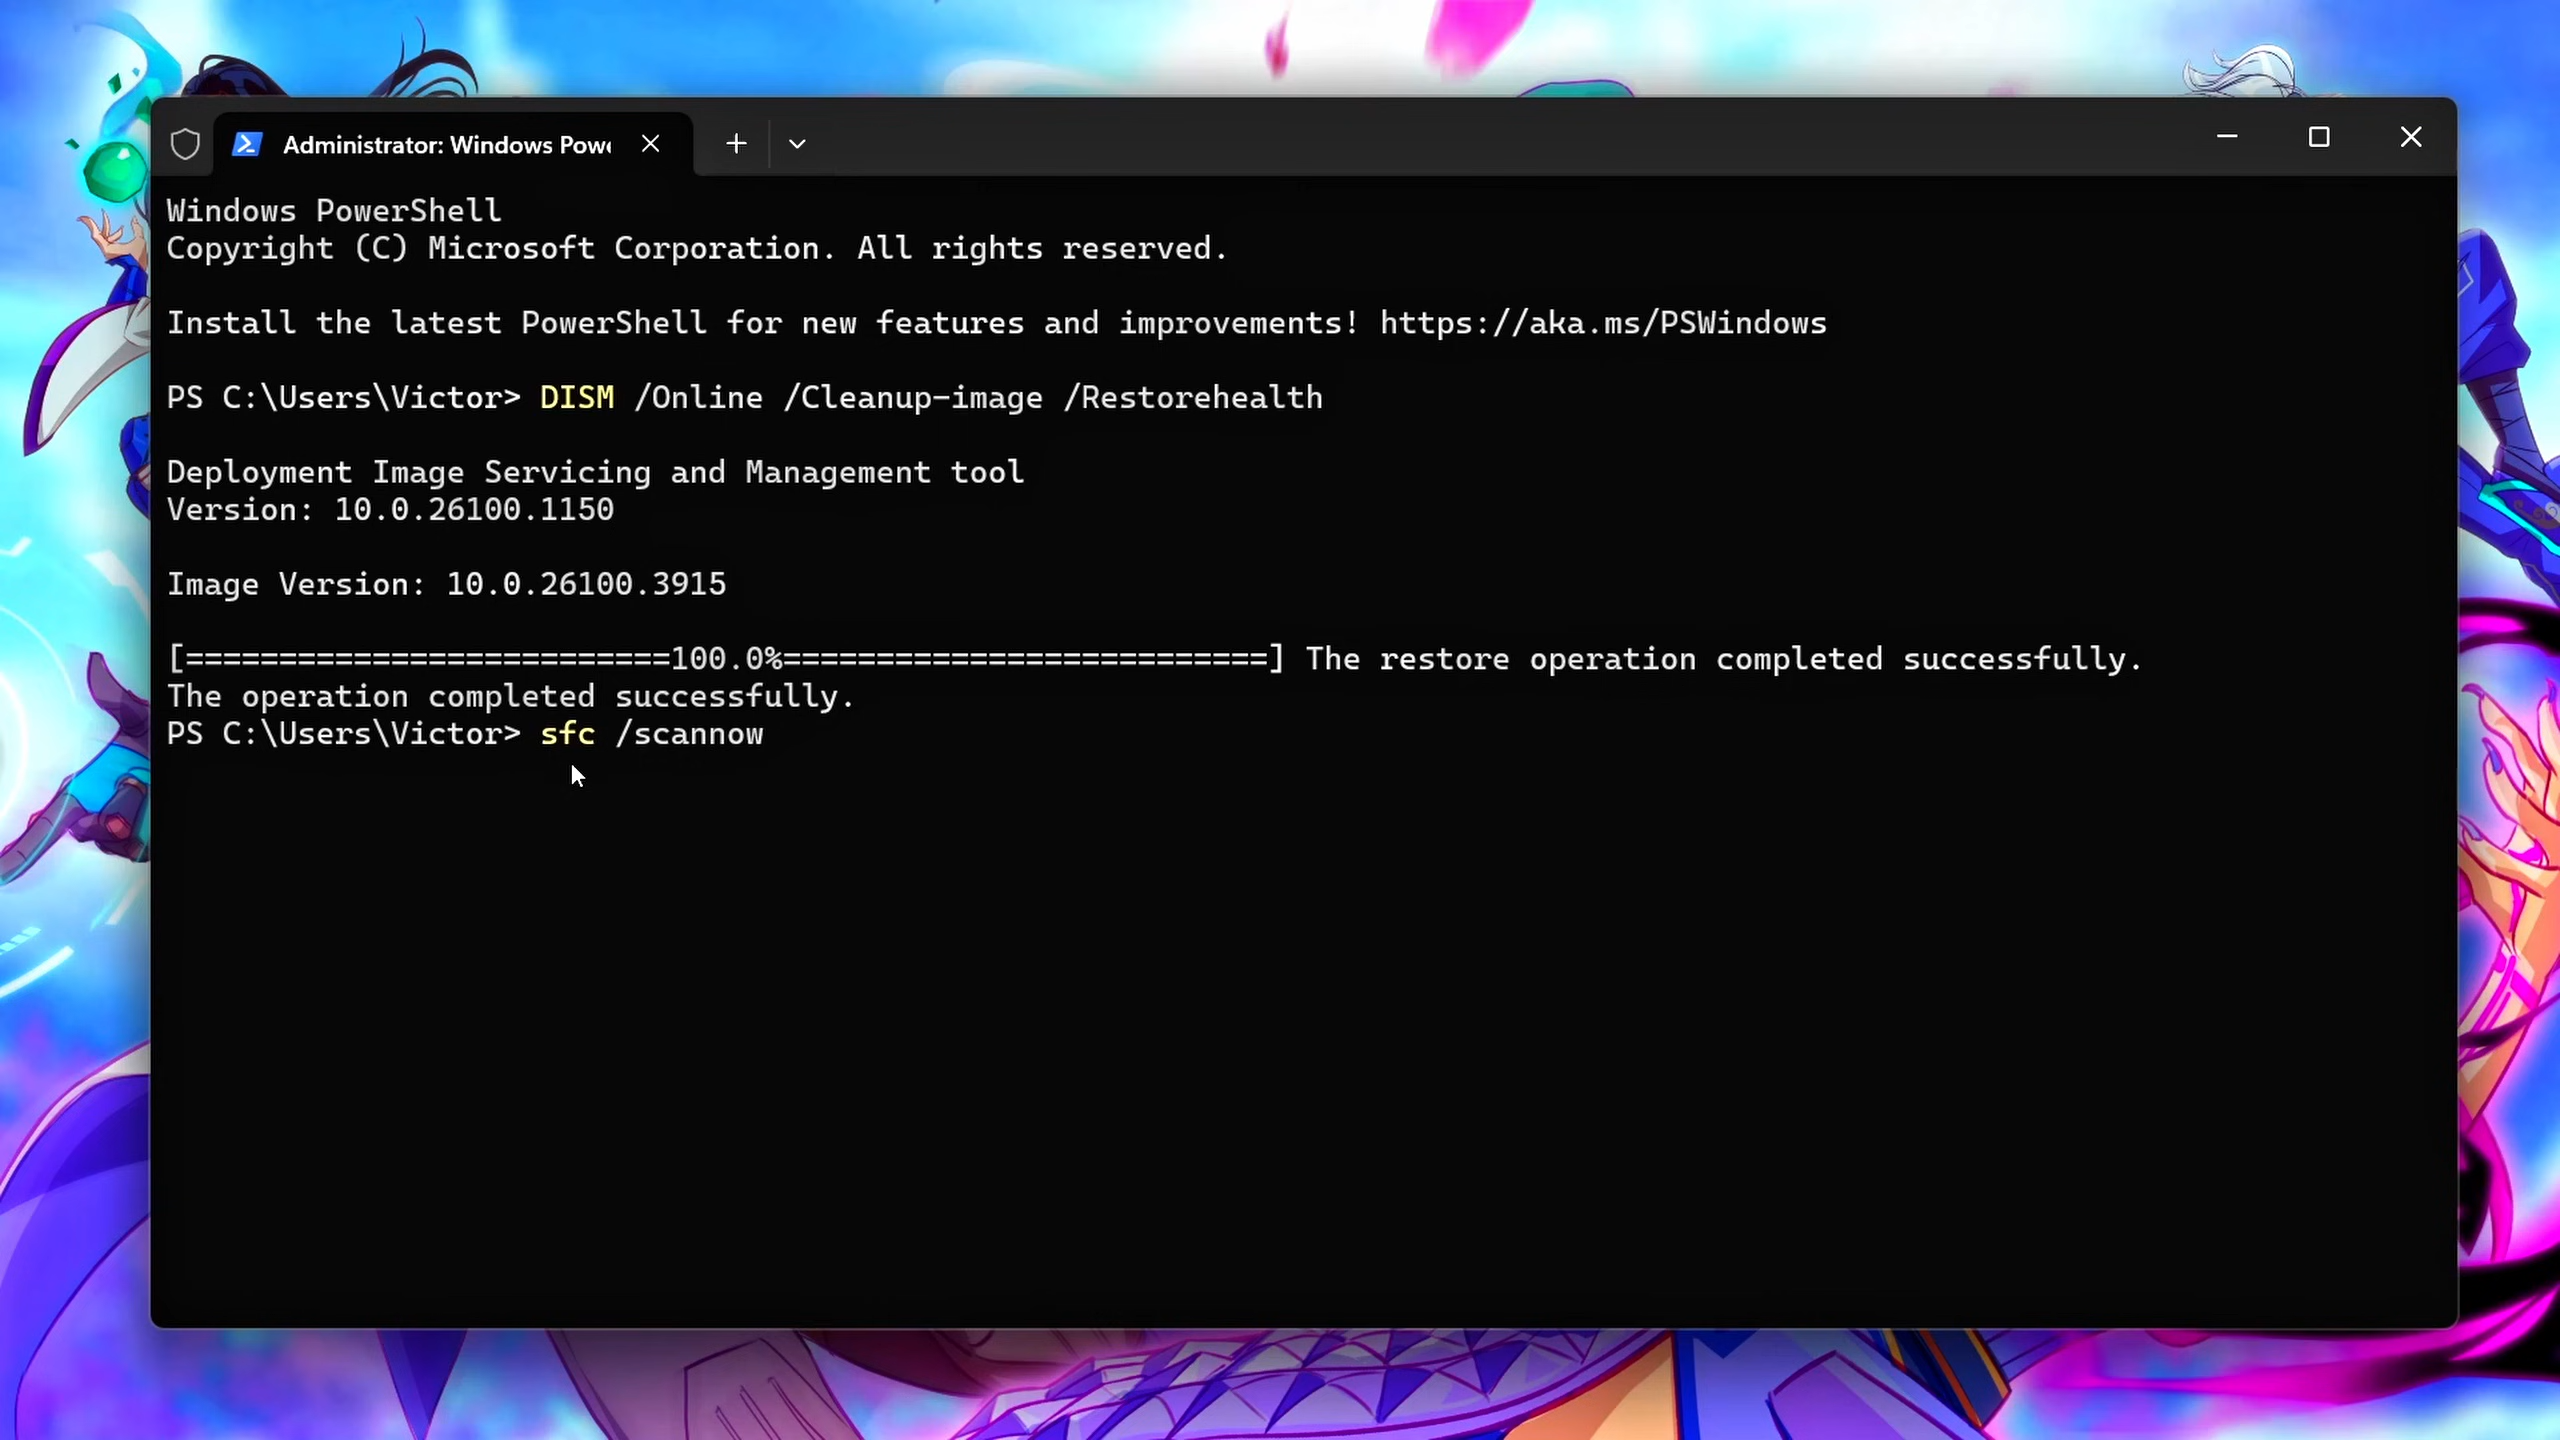 Administrator: Windows Powe
Windows PowerShell
Copyright (C) Microsoft Corporation. All rights reserved.
Install the latest PowerShell for new features and improvements! https://aka.ms/PSWindows
PS C:\Users\Victor> DISM /Online /Cleanup-image /Restorehealth
Deployment Image Servicing and Management tool
Version: 10.0.26100.1150
Image Version: 10.0.26100.3915
[==========================100.0%==========================] The restore operation completed successfully.
The operation completed successfully.
PS C:\Users\Victor> sfc /scannow